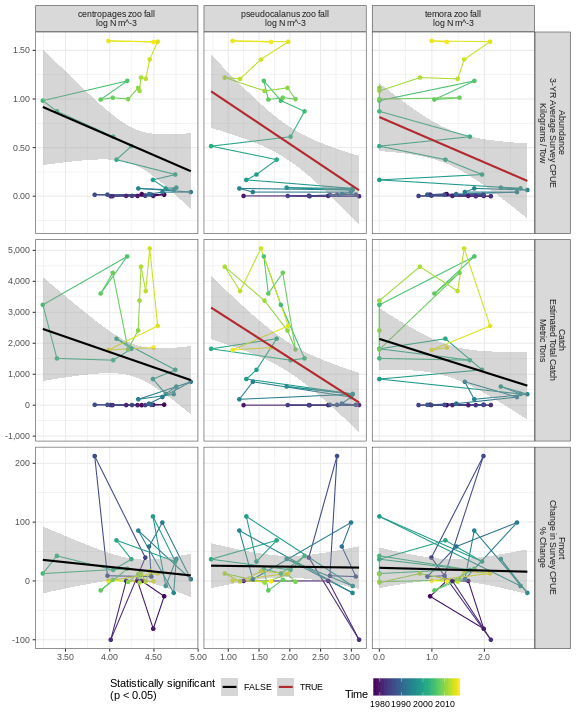 centropages zoo fall
log N m^-3
pseudocalanus zoo fall
log N m^-3
temora zoo fall
log N m^-3
1.50
1.00
0.50
0.00
Abundance
3-YR Average Survey CPUE
Kilograms / Tow
5,000
4,000
3,000
2,000
1,000
0
-1,000
Catch
Estimated Total Catch
Metric Tons
200
100
0
-100
Fmort
Change in Survey CPUE
% Change
3.50
4.00
4.50
5.00
1.00
1.50
2.00
2.50
3.00
0.0
1.0
2.0
Statistically significant
(p < 0.05)
FALSE
TRUE
Time
1980 1990 2000 2010